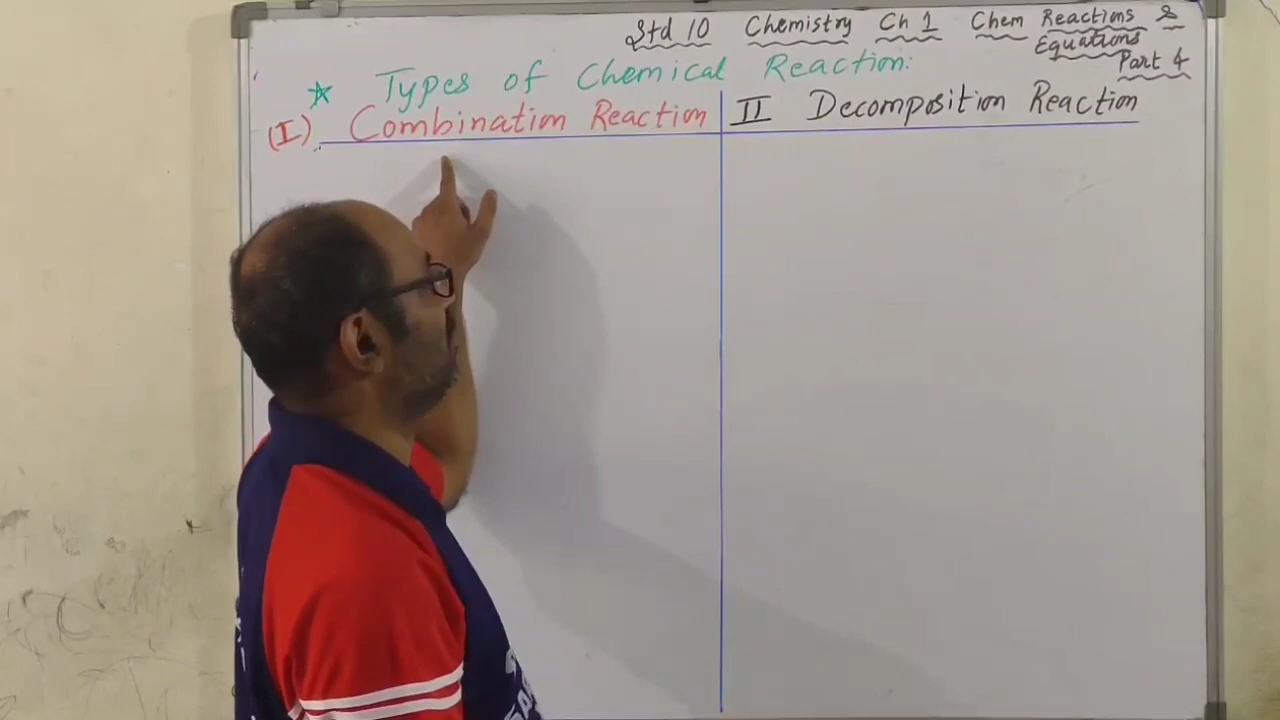 Std 10 Chemistry Ch 1 Chem Reactions &
Equations
Part 4
Types of Chemical Reaction:
(I) Combination Reaction
II Decomposition Reaction